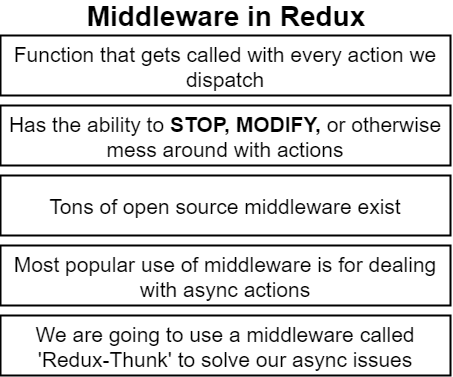 Middleware in Redux
Function that gets called with every action we
dispatch
Has the ability to STOP, MODIFY, or otherwise
mess around with actions
Tons of open source middleware exist
Most popular use of middleware is for dealing
with async actions
We are going to use a middleware called
'Redux-Thunk' to solve our async issues